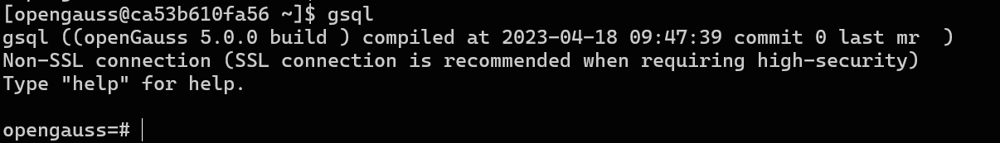 [opengauss@ca53b610fa56 ~]$ gsql
gsql ((openGauss 5.0.0 build ) compiled at 2023-04-18 09:47:39 commit 0 last mr  )
Non-SSL connection (SSL connection is recommended when requiring high-security)
Type "help" for help.

opengauss=#